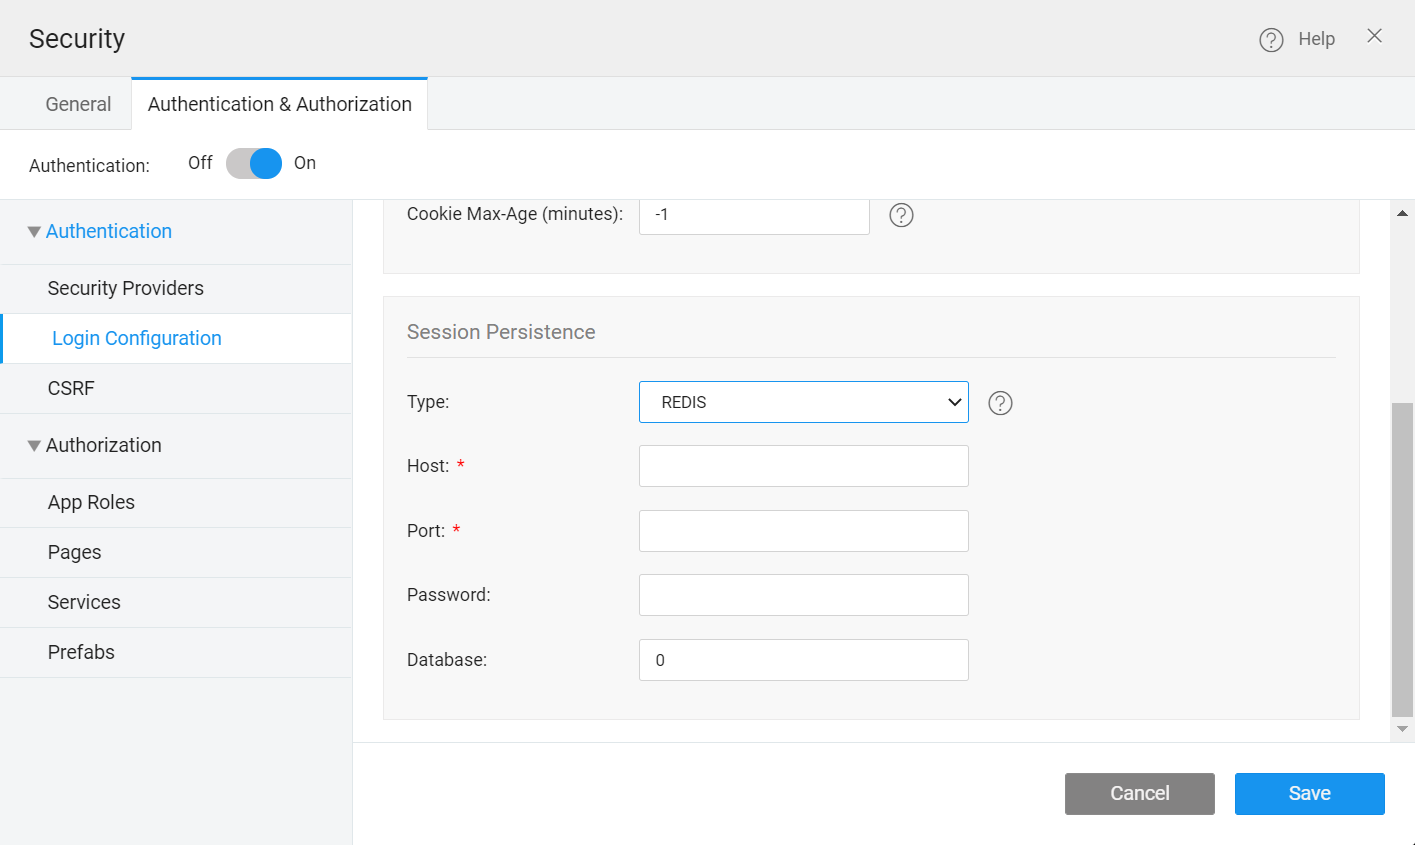 Security
Help
General
Authentication & Authorization
Authentication:
Off
On
Authentication
Security Providers
Login Configuration
CSRF
Authorization
App Roles
Pages
Services
Prefabs
Cookie Max-Age (minutes):
-1
?
Session Persistence
Type:
REDIS
?
Host: *
Port: *
Password:
Database:
0
Cancel
Save